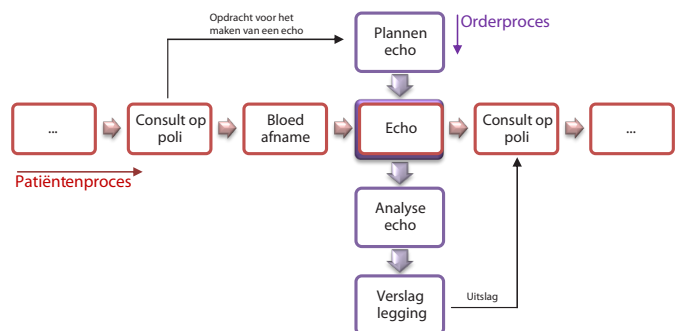 Opdracht voor het
maken van een echo
Plannen
echo
Orderproces
...
Consult op
poli
Bloed
afname
Echo
Consult op
poli
...
Patiëntenproces
Analyse
echo
Verslag
legging
Uitslag